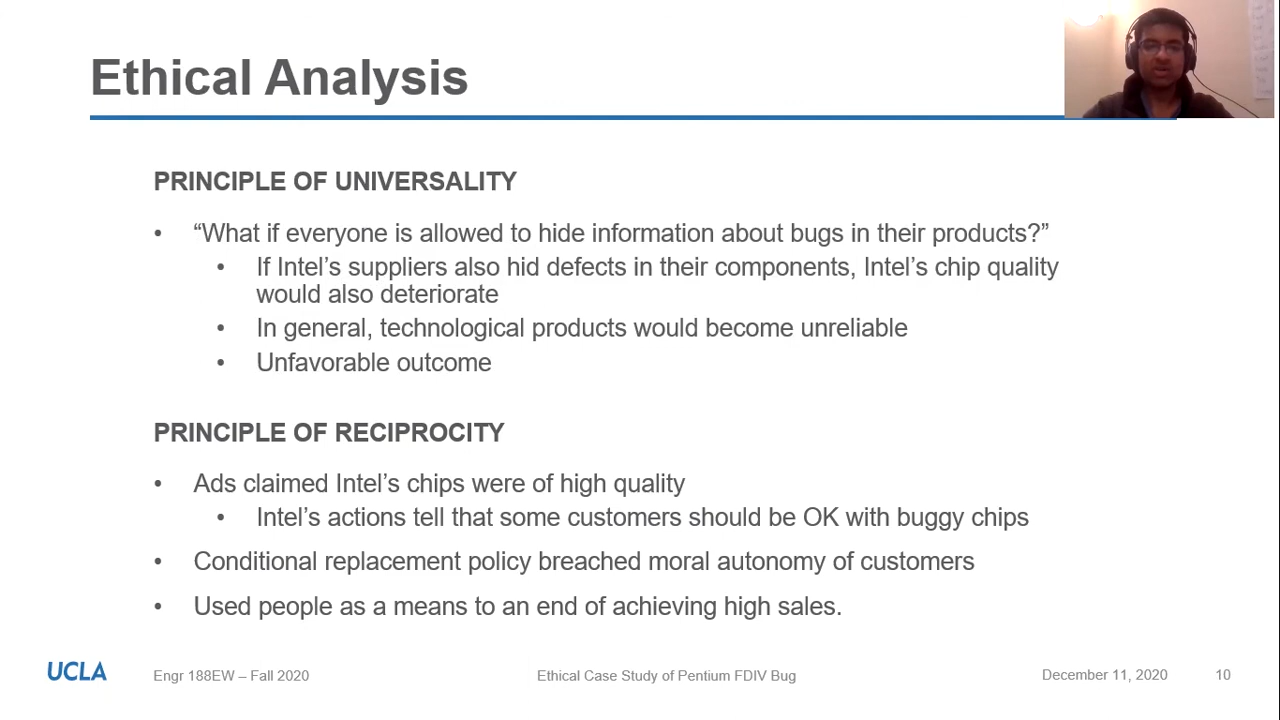 Ethical Analysis
PRINCIPLE OF UNIVERSALITY
• “What if everyone is allowed to hide information about bugs in their products?”
• If Intel’s suppliers also hid defects in their components, Intel’s chip quality
would also deteriorate
• In general, technological products would become unreliable
• Unfavorable outcome
PRINCIPLE OF RECIPROCITY
• Ads claimed Intel’s chips were of high quality
• Intel’s actions tell that some customers should be OK with buggy chips
• Conditional replacement policy breached moral autonomy of customers
• Used people as a means to an end of achieving high sales.
UCLA Engr 188EW – Fall 2020 Ethical Case Study of Pentium FDIV Bug December 11, 2020 10